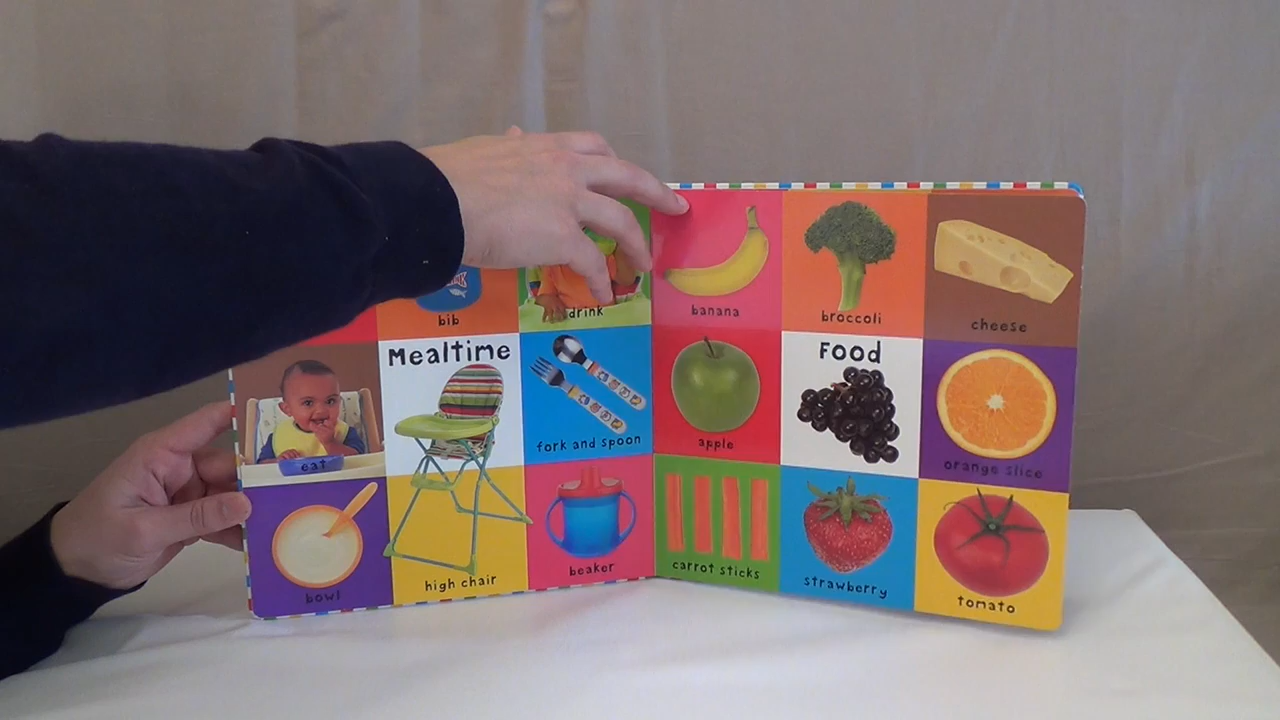 bib
drink
Mealtime
eat
fork and spoon
bowl
high chair
beaker
banana
broccoli
cheese
apple
Food
orange slice
carrot sticks
strawberry
tomato